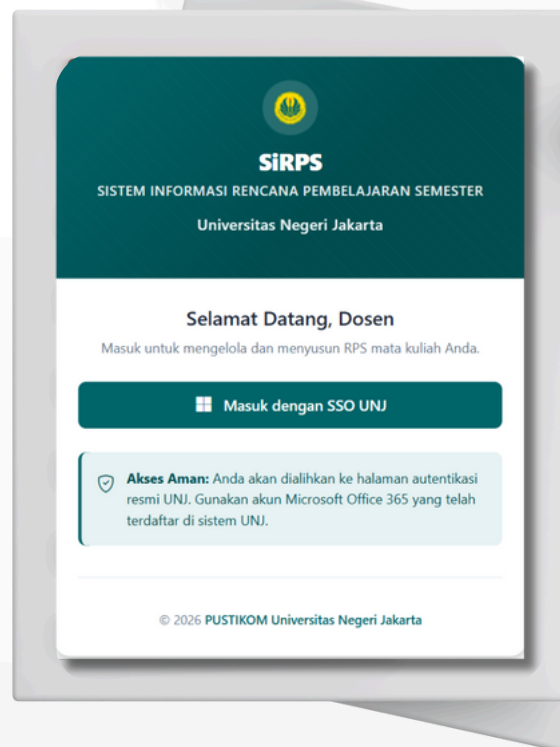 SiRPS
SISTEM INFORMASI RENCANA PEMBELAJARAN SEMESTER
Universitas Negeri Jakarta
Selamat Datang, Dosen
Masuk untuk mengelola dan menyusun RPS mata kuliah Anda.
Masuk dengan SSO UNJ
Akses Aman: Anda akan dialihkan ke halaman autentikasi
resmi UNJ. Gunakan akun Microsoft Office 365 yang telah
terdaftar di sistem UNJ.
© 2026 PUSTIKOM Universitas Negeri Jakarta